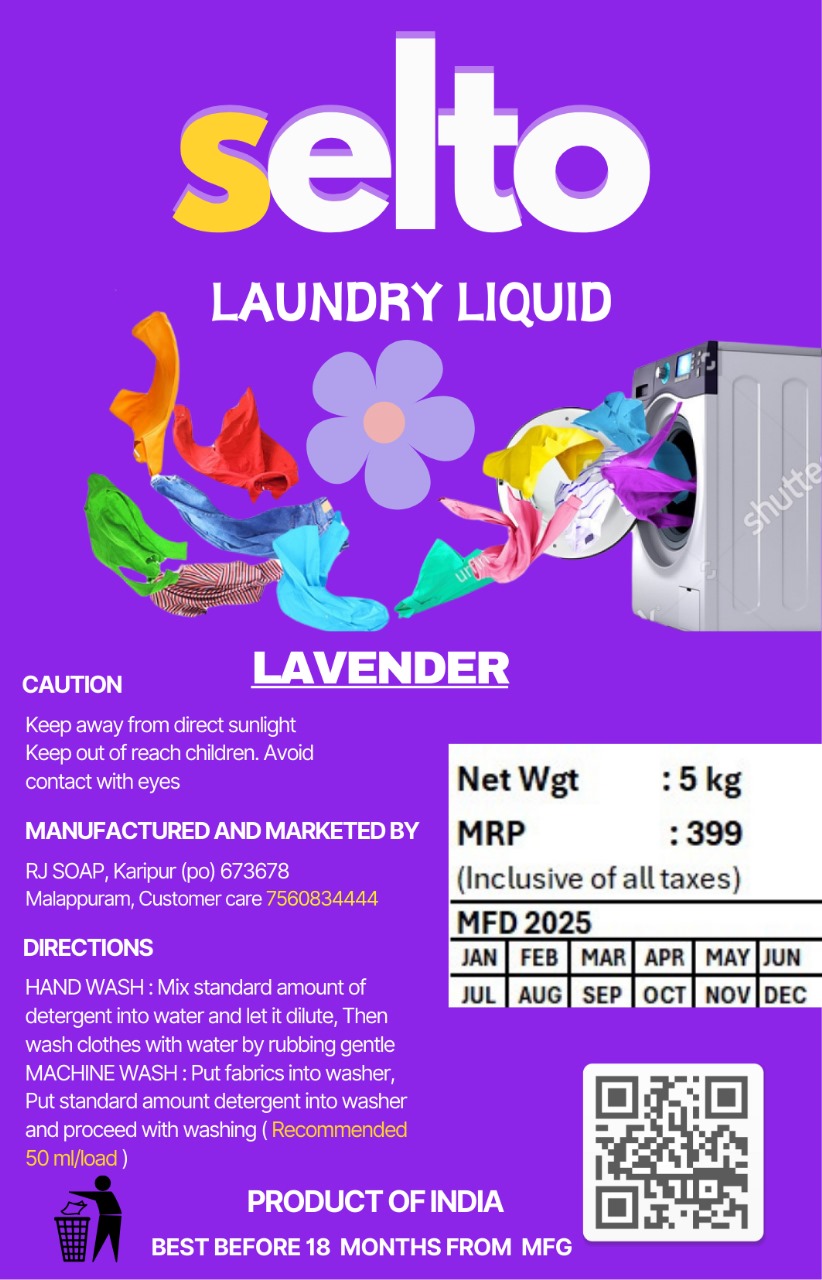 selto
LAUNDRY LIQUID
shutte
urfin
LAVENDER
CAUTION
Keep away from direct sunlight
Keep out of reach children. Avoid
contact with eyes
MANUFACTURED AND MARKETED BY
RJ SOAP, Karipur (po) 673678
Malappuram, Customer care 7560834444
DIRECTIONS
HAND WASH : Mix standard amount of
detergent into water and let it dilute, Then
wash clothes with water by rubbing gentle
MACHINE WASH : Put fabrics into washer,
Put standard amount detergent into washer
and proceed with washing ( Recommended
50 ml/load )
Net Wgt : 5 kg
MRP : 399
(Inclusive of all taxes)
MFD 2025
JAN FEB MAR APR MAY JUN
JUL AUG SEP OCT NOV DEC
PRODUCT OF INDIA
BEST BEFORE 18 MONTHS FROM MFG